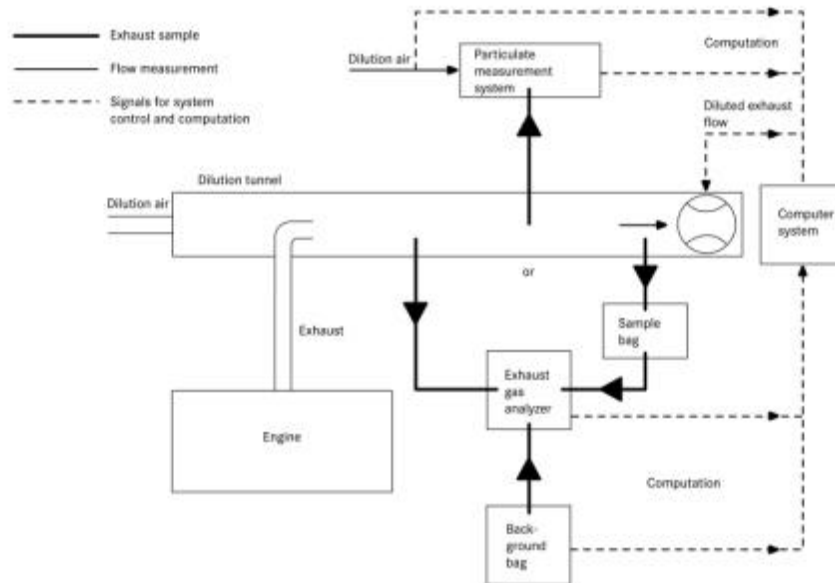 Exhaust sample
Flow measurement
Signals for system
control and computation
Dilution air
Particulate
measurement
system
Computation
Diluted exhaust
flow
Dilution tunnel
Dilution air
Computer
system
or
Exhaust
Sample
bag
Exhaust
gas
analyzer
Engine
Computation
Back-
ground
bag